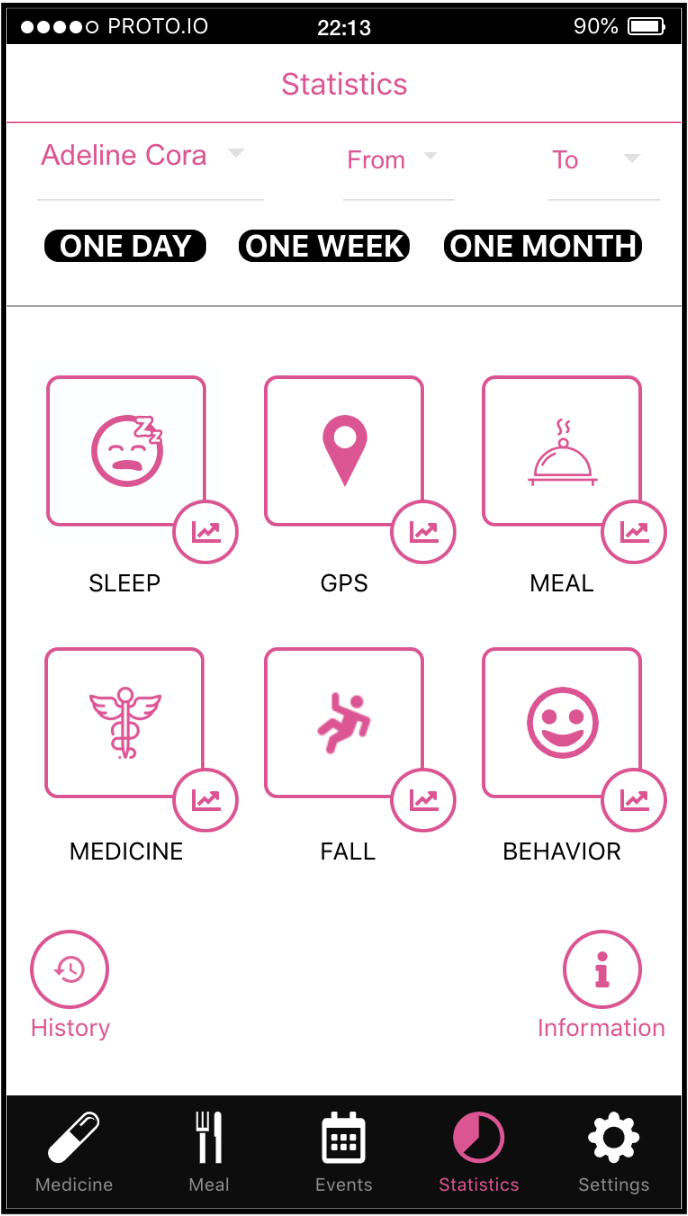 PROTO.IO 22:13 90%
Statistics
Adeline Cora From To
ONE DAY ONE WEEK ONE MONTH
SLEEP GPS MEAL
MEDICINE FALL BEHAVIOR
History Information
Medicine Meal Events Statistics Settings